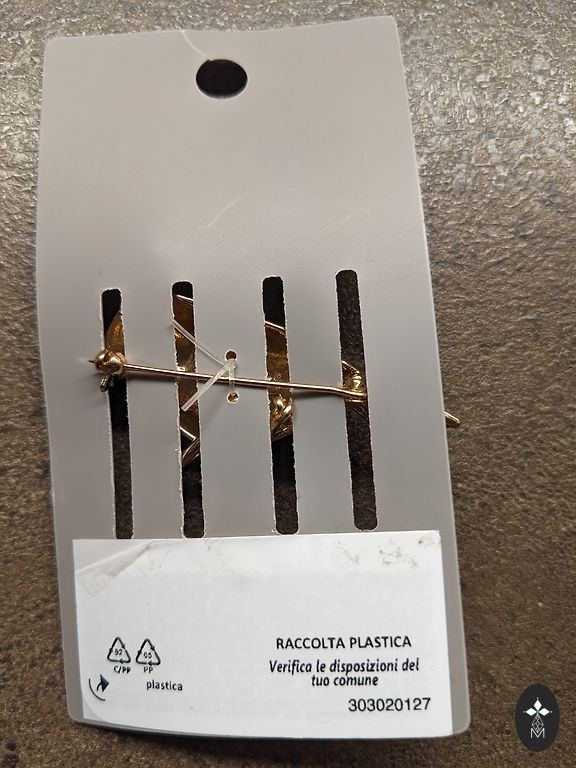 92
C/PP
05
PP
plastica
RACCOLTA PLASTICA
Verifica le disposizioni del
tuo comune
303020127
M